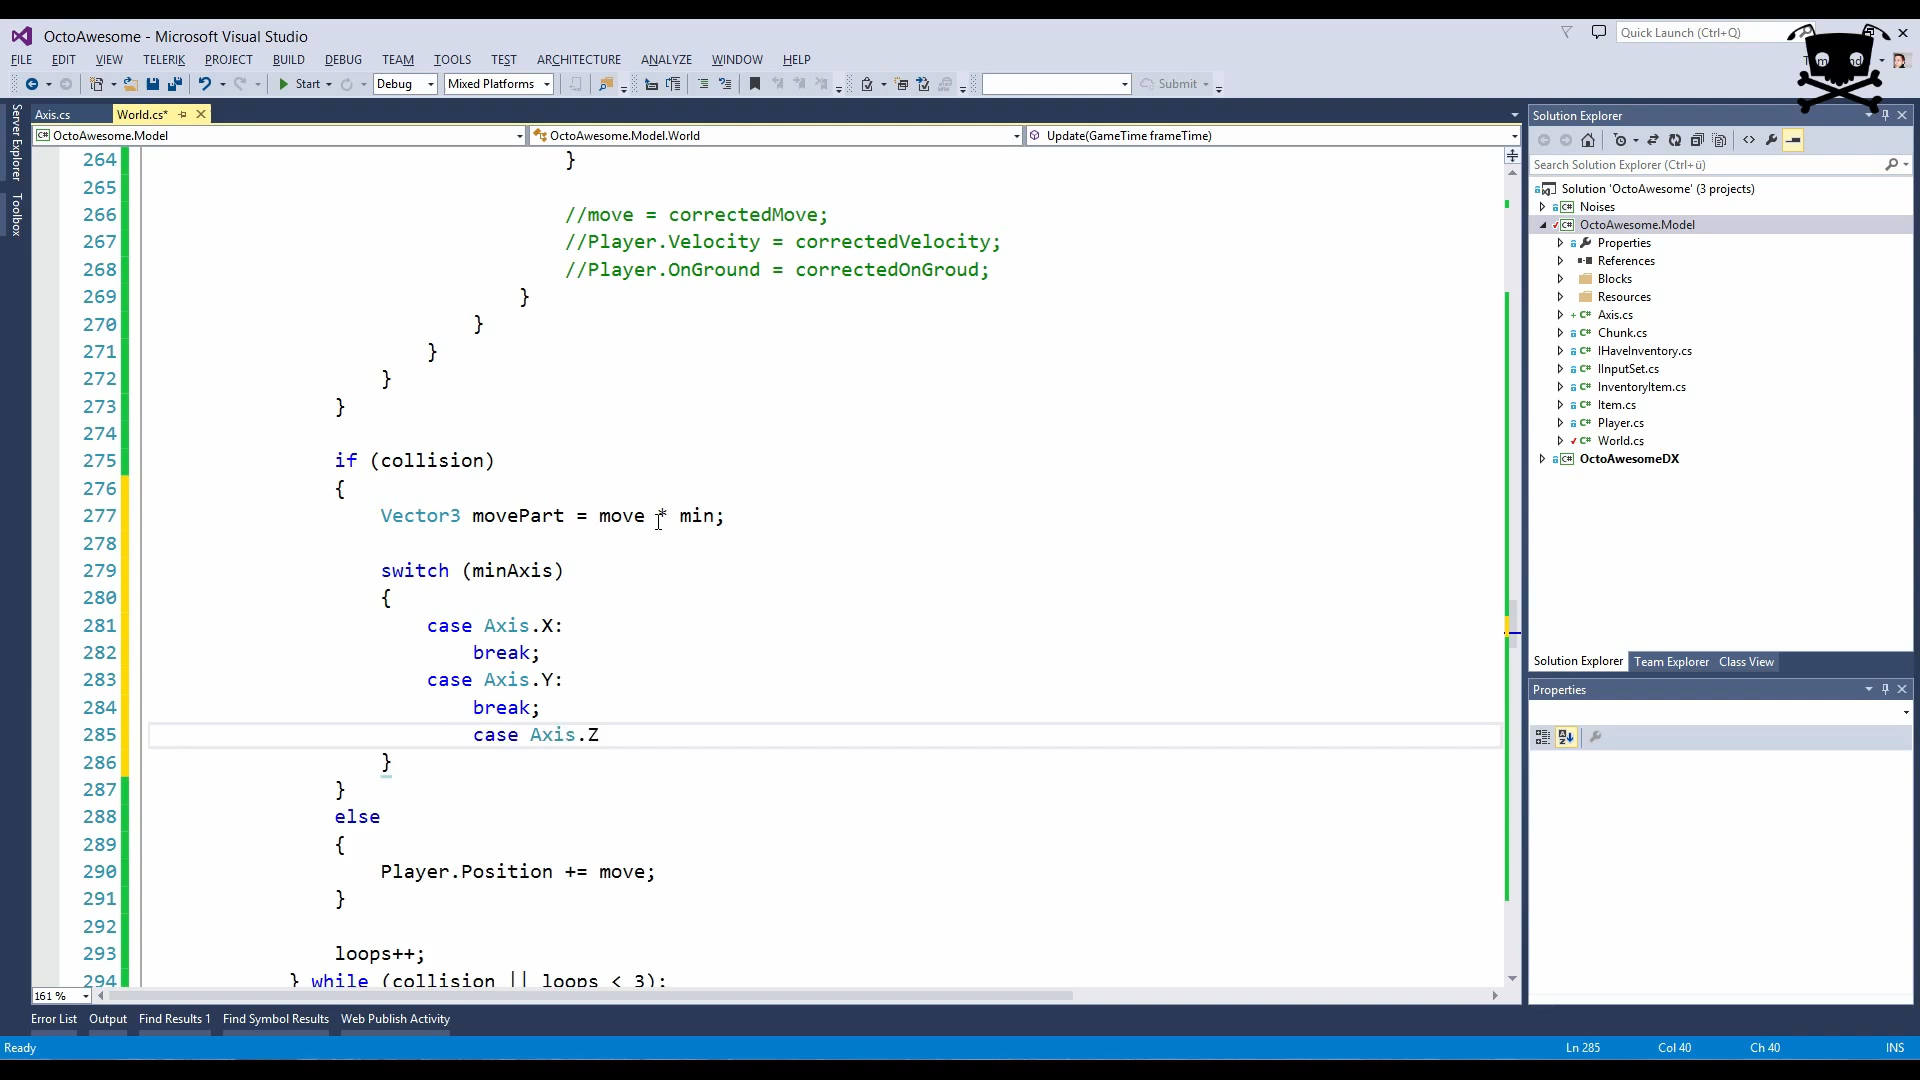 OctoAwesome - Microsoft Visual Studio
Quick Launch (Ctrl+Q)
FILE EDIT VIEW TELERIK PROJECT BUILD DEBUG TEAM TOOLS TEST ARCHITECTURE ANALYZE WINDOW HELP
Start Debug Mixed Platforms Submit
Server Explorer
Toolbox
Axis.cs World.cs*
OctoAwesome.Model OctoAwesome.Model.World Update(GameTime frameTime)
264 }
265
266 //move = correctedMove;
267 //Player.Velocity = correctedVelocity;
268 //Player.OnGround = correctedOnGroud;
269 }
270 }
271 }
272 }
273 }
274
275 if (collision)
276 {
277 Vector3 movePart = move * min;
278
279 switch (minAxis)
280 {
281 case Axis.X:
282 break;
283 case Axis.Y:
284 break;
285 case Axis.Z
286 }
287 }
288 else
289 {
290 Player.Position += move;
291 }
292
293 loops++;
294 } while (collision || loops < 3);
161 %
Solution Explorer
Search Solution Explorer (Ctrl+ü)
Solution 'OctoAwesome' (3 projects)
Noises
OctoAwesome.Model
Properties
References
Blocks
Resources
Axis.cs
Chunk.cs
IHaveInventory.cs
IInputSet.cs
InventoryItem.cs
Item.cs
Player.cs
World.cs
OctoAwesomeDX
Solution Explorer Team Explorer Class View
Properties
Error List Output Find Results 1 Find Symbol Results Web Publish Activity
Ready Ln 285 Col 40 Ch 40 INS